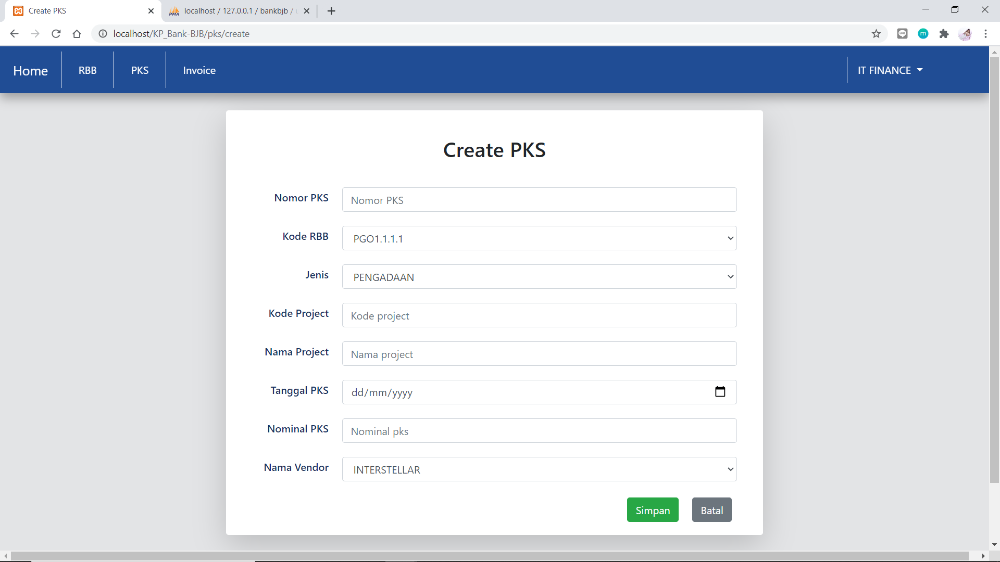 Create PKS
localhost / 127.0.0.1 / bankbjb /
localhost/KP_Bank-BJB/pks/create
Home
RBB
PKS
Invoice
IT FINANCE
Create PKS
Nomor PKS
Nomor PKS
Kode RBB
PGO1.1.1.1
Jenis
PENGADAAN
Kode Project
Kode project
Nama Project
Nama project
Tanggal PKS
dd/mm/yyyy
Nominal PKS
Nominal pks
Nama Vendor
INTERSTELLAR
Simpan
Batal